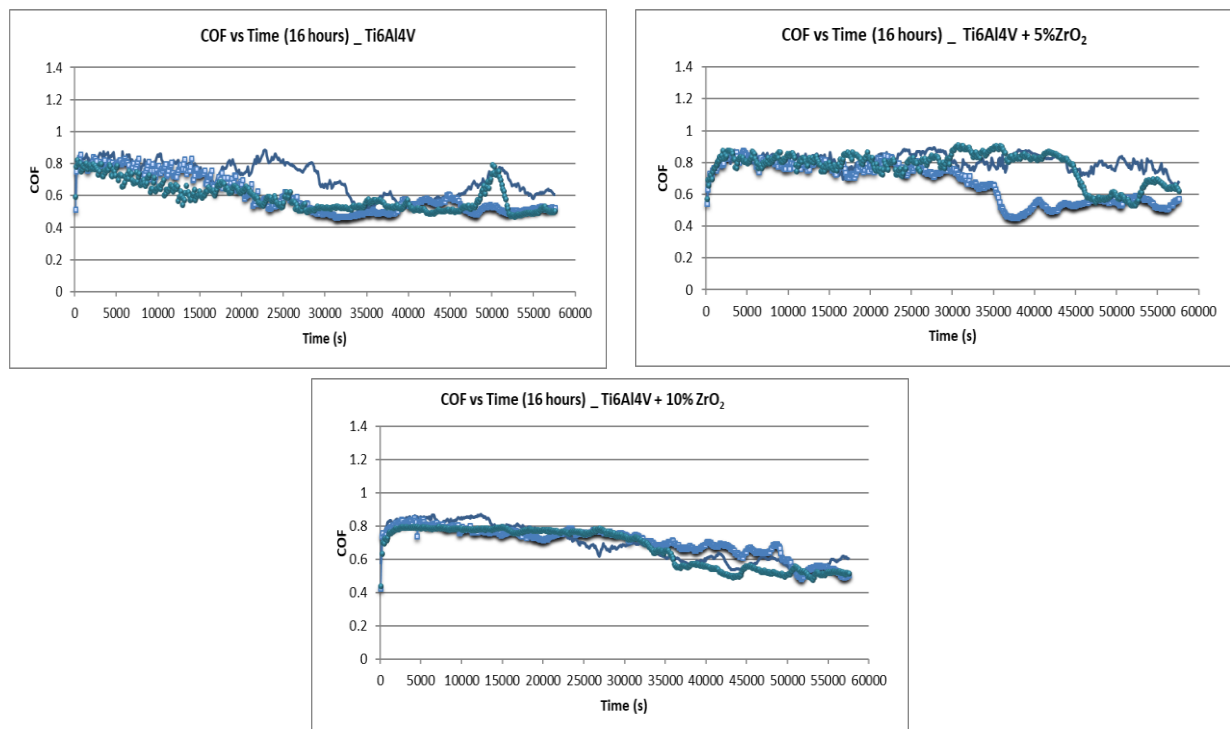 COF vs Time (16 hours) _ Ti6Al4V
COF
1.4
1.2
1
0.8
0.6
0.4
0.2
0
0 5000 10000 15000 20000 25000 30000 35000 40000 45000 50000 55000 60000
Time (s)
COF vs Time (16 hours) _ Ti6Al4V + 5%ZrO₂
COF
1.4
1.2
1
0.8
0.6
0.4
0.2
0
0 5000 10000 15000 20000 25000 30000 35000 40000 45000 50000 55000 60000
Time (s)
COF vs Time (16 hours) _ Ti6Al4V + 10% ZrO₂
COF
1.4
1.2
1
0.8
0.6
0.4
0.2
0
0 5000 10000 15000 20000 25000 30000 35000 40000 45000 50000 55000 60000
Time (s)